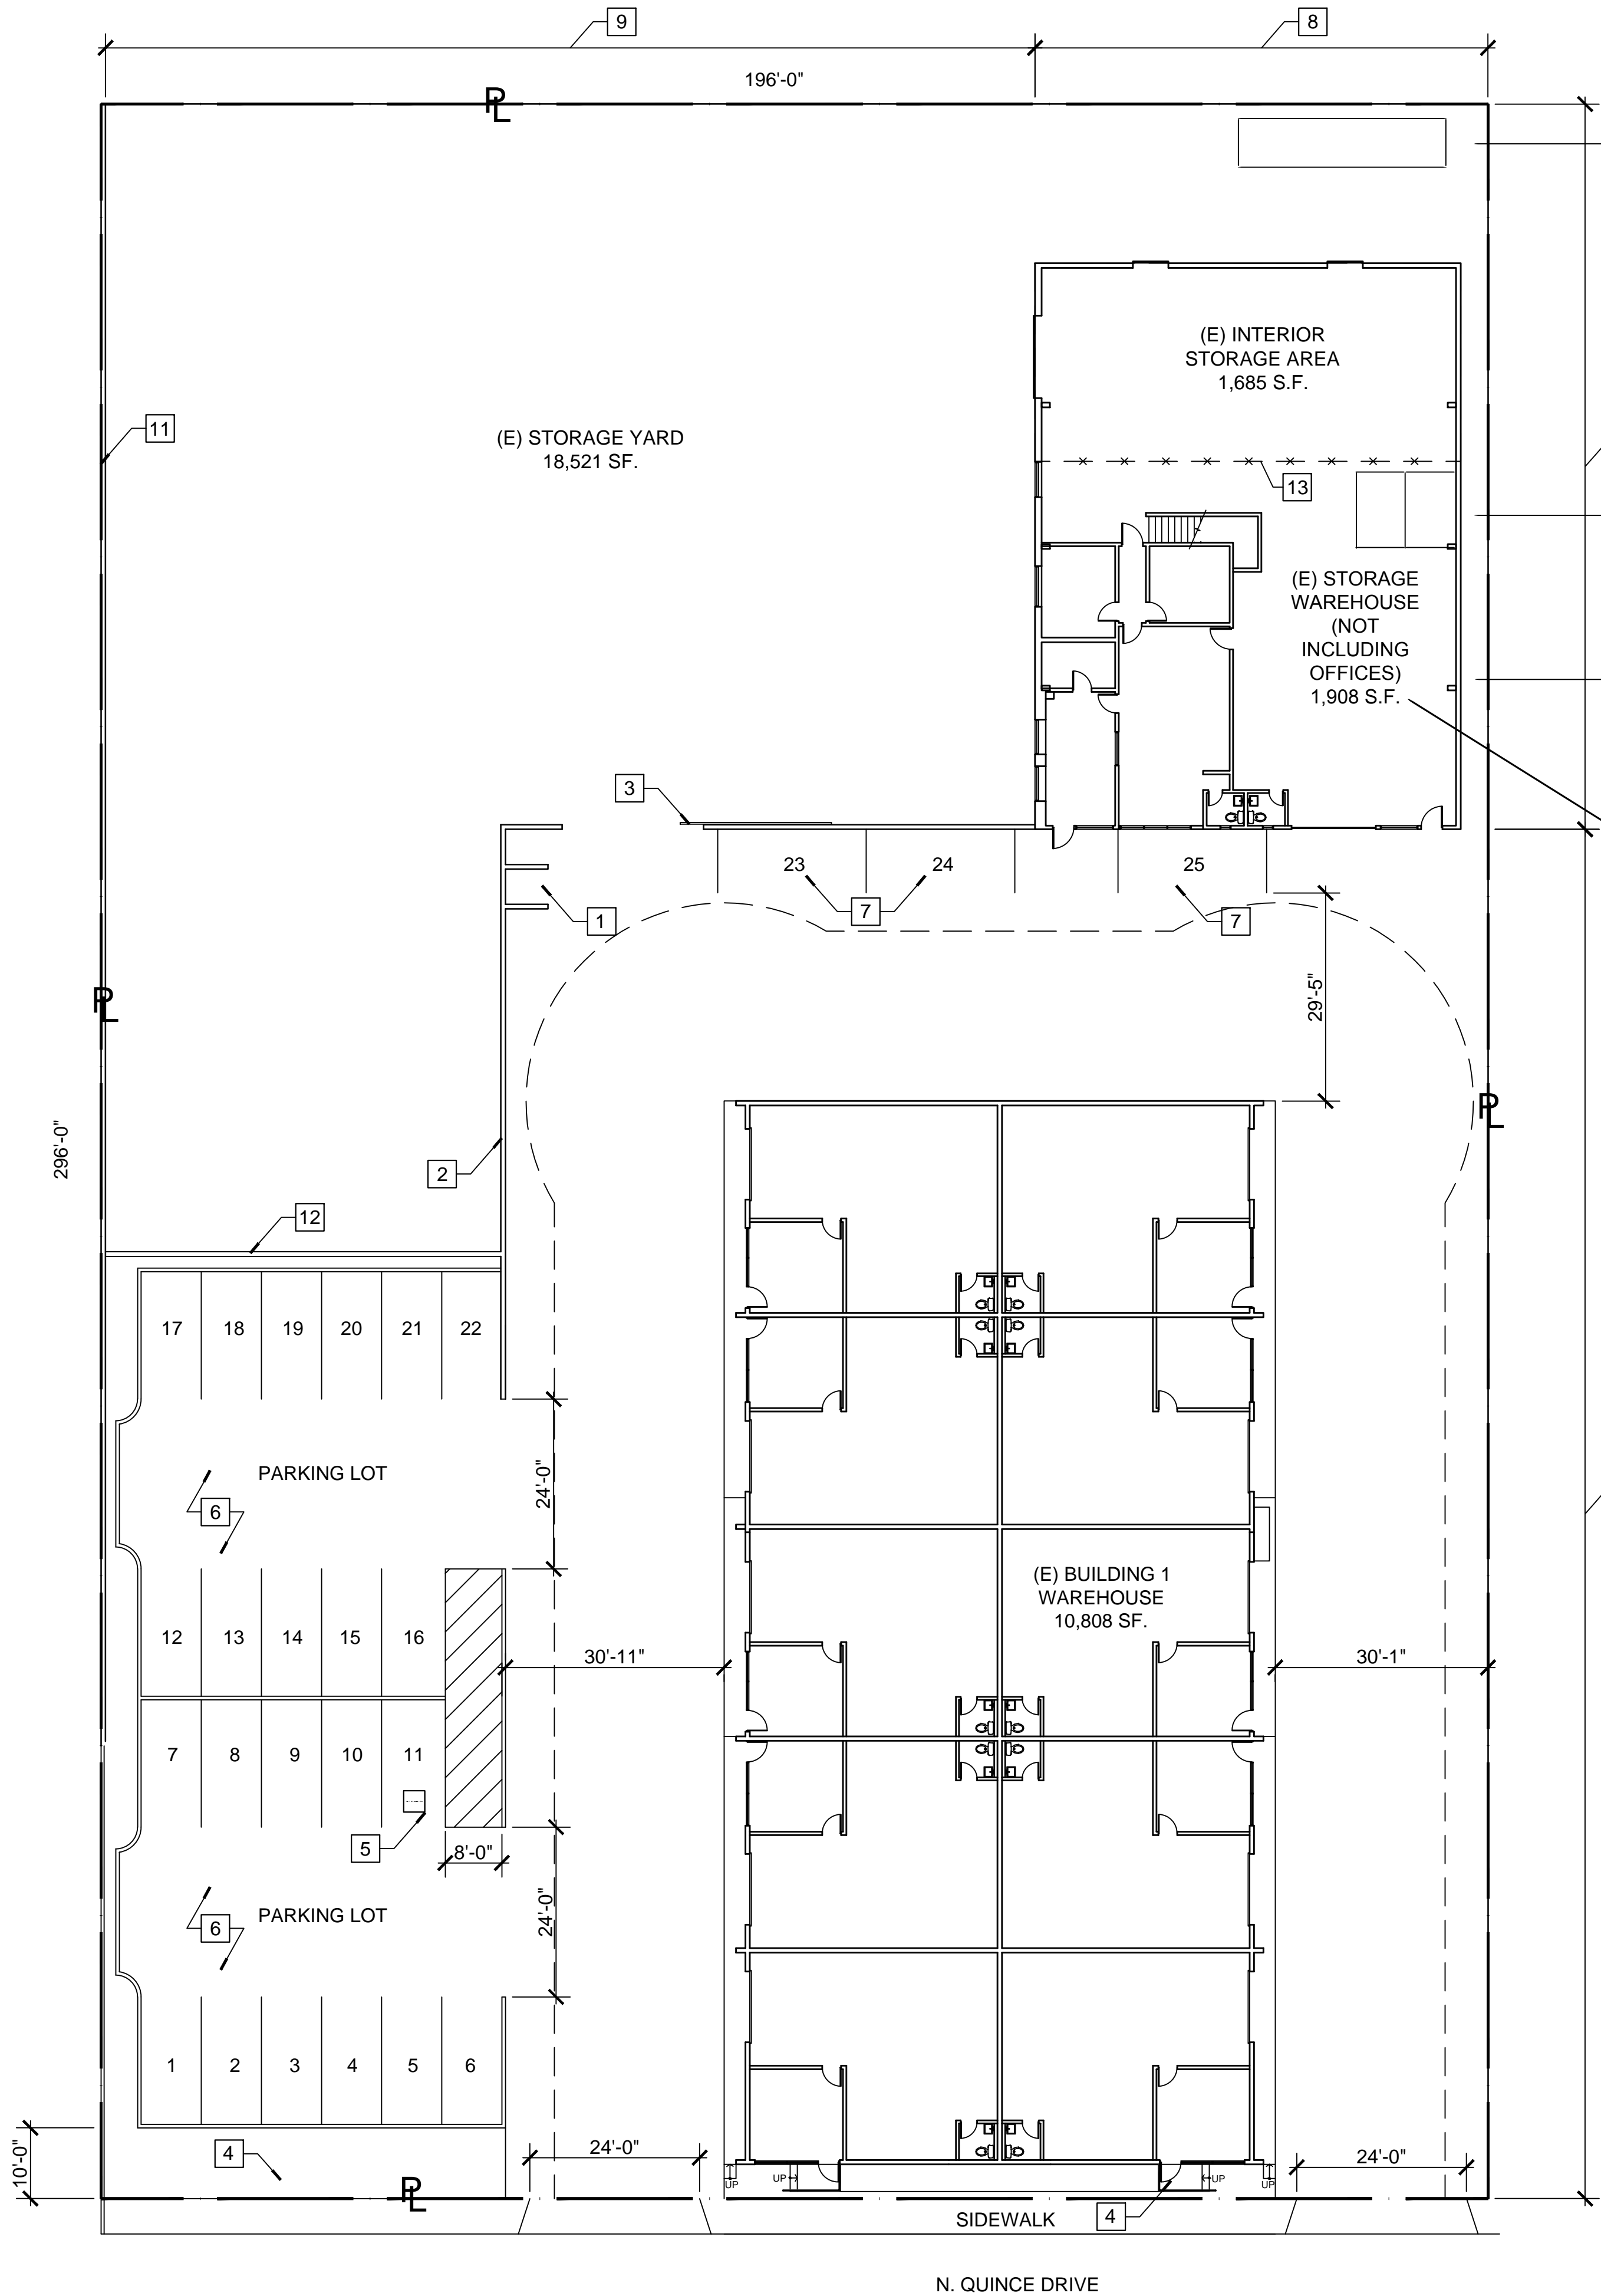 9
8
196'-0"
PL
(E) INTERIOR
STORAGE AREA
1,685 S.F.
11
(E) STORAGE YARD
18,521 SF.
13
(E) STORAGE
WAREHOUSE
(NOT
INCLUDING
OFFICES)
1,908 S.F.
3
23
24
25
7
7
1
29'-5"
PL
PL
296'-0"
2
12
17 18 19 20 21 22
PARKING LOT
24'-0"
6
(E) BUILDING 1
WAREHOUSE
10,808 SF.
12 13 14 15 16
30'-11"
30'-1"
7 8 9 10 11
5
8'-0"
PARKING LOT
24'-0"
6
1 2 3 4 5 6
10'-0"
4
24'-0"
24'-0"
PL
UP
UP
UP
UP
SIDEWALK
4
N. QUINCE DRIVE